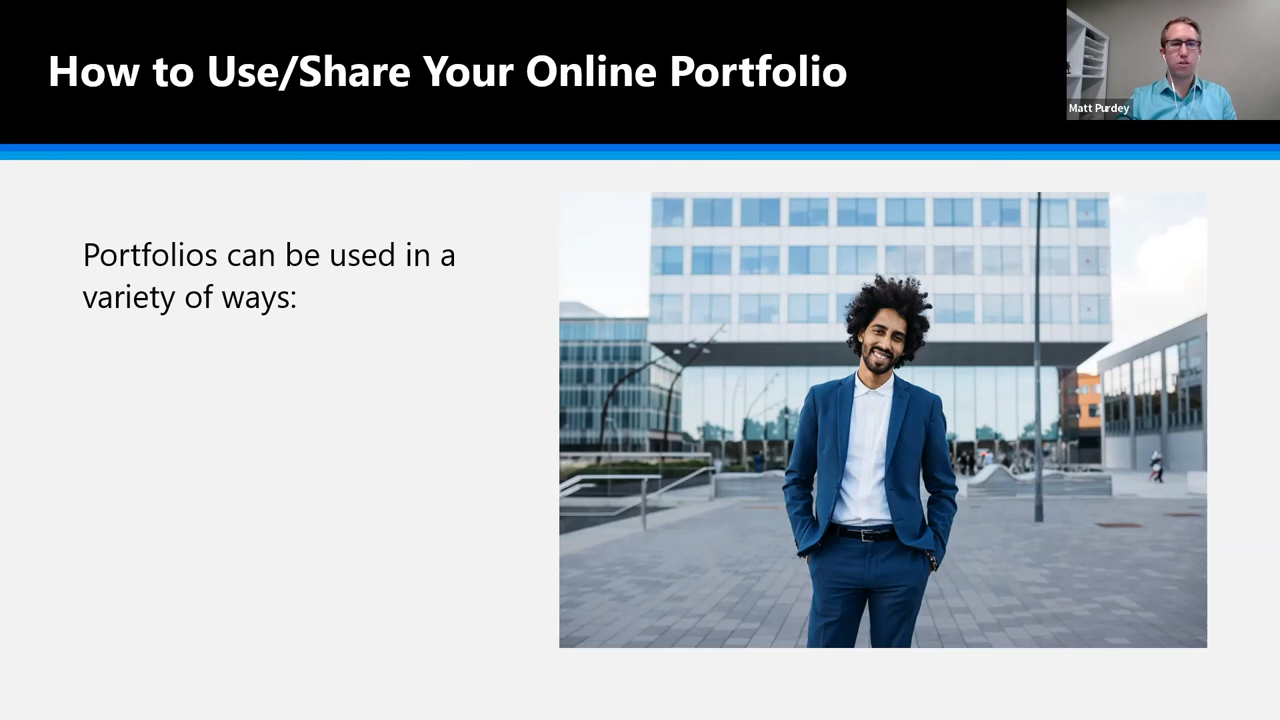 How to Use/Share Your Online Portfolio
Matt Purdey
Portfolios can be used in a
variety of ways: